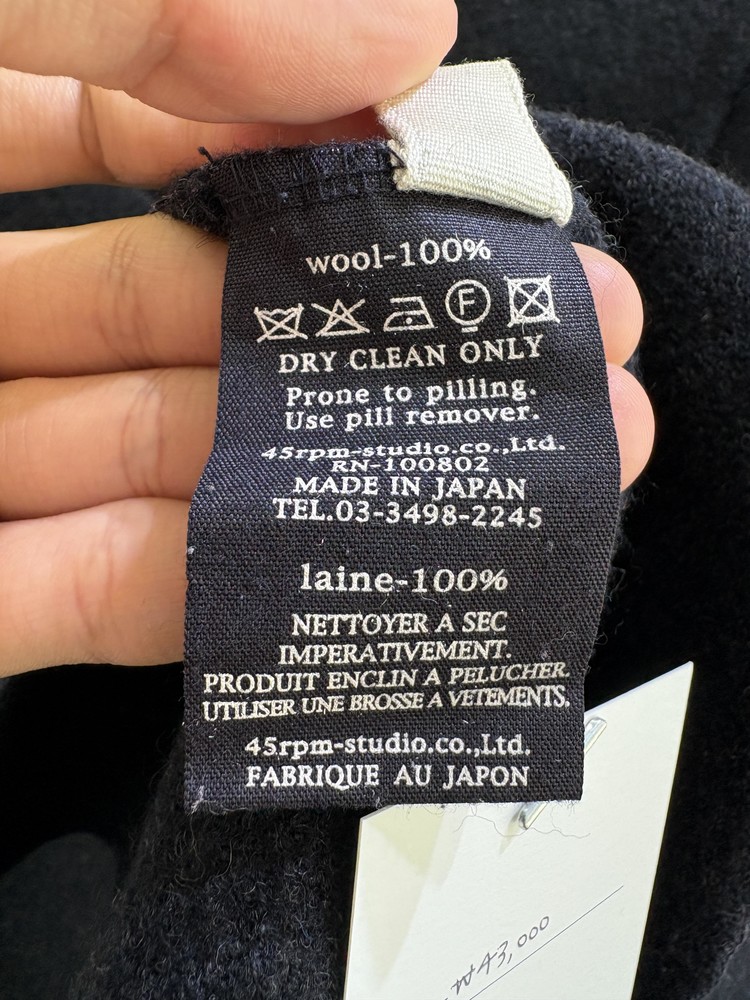 wool-100%
F
DRY CLEAN ONLY
Prone to pilling.
Use pill remover.
45rpm-studio.co.,Ltd.
RN-100802
MADE IN JAPAN
TEL.03-3498-2245
laine-100%
NETTOYER A SEC
IMPERATIVEMENT.
PRODUIT ENCLIN A PELUCHER.
UTILISER UNE BROSSE A VETEMENTS.
45rpm-studio.co.,Ltd.
FABRIQUE AU JAPON
₩43,000